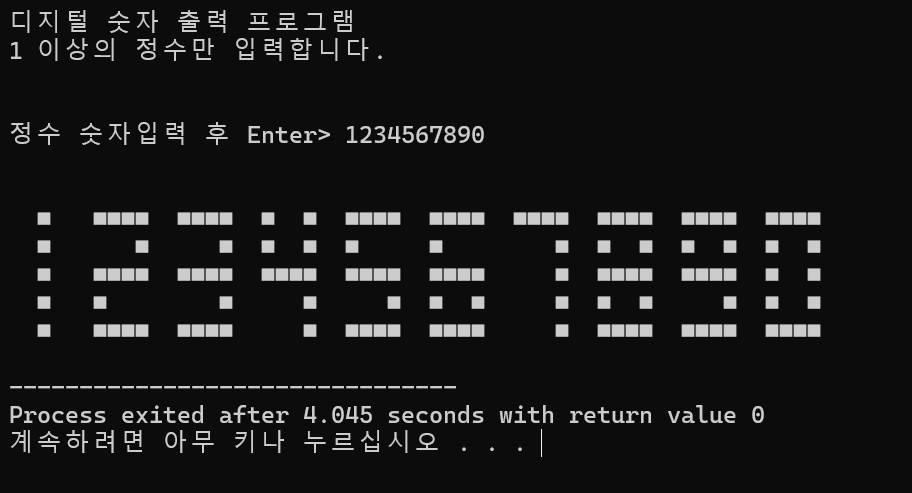 디지털 숫자 출력 프로그램
1 이상의 정수만 입력합니다.
정수 숫자입력 후 Enter> 1234567890
1234567890
--------------------------------
Process exited after 4.045 seconds with return value 0
계속하려면 아무 키나 누르십시오 . . .